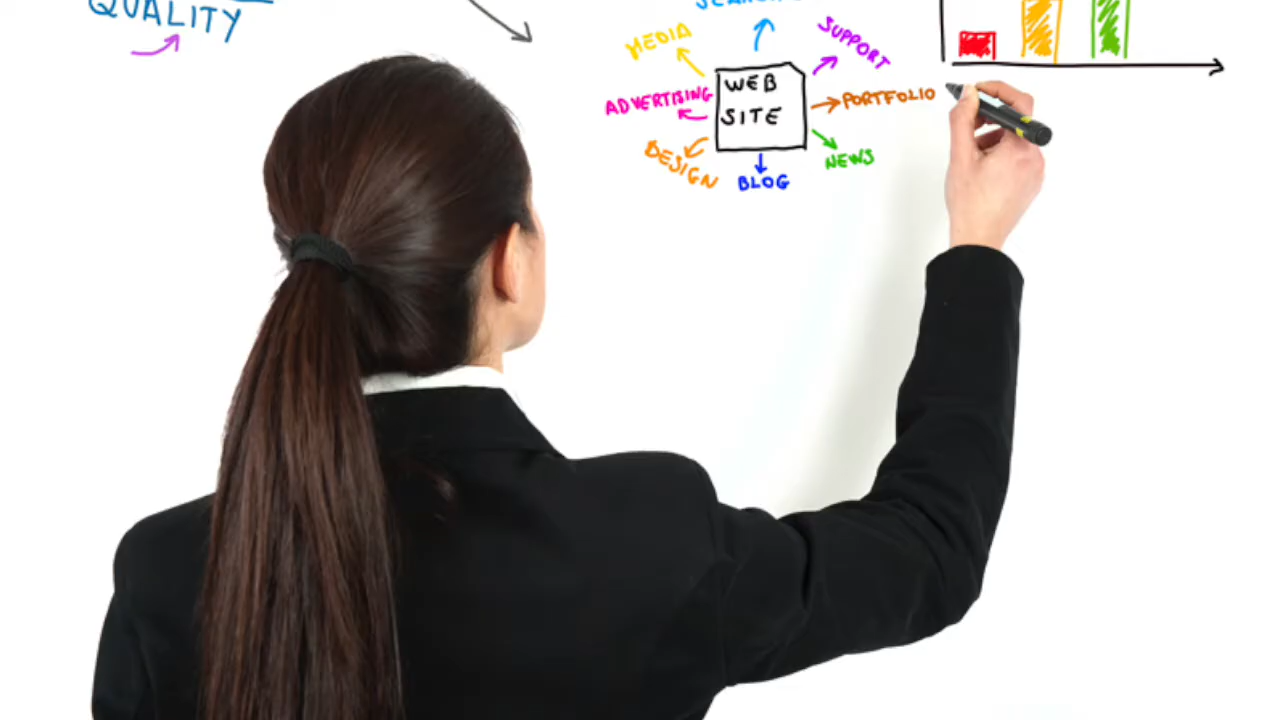 QUALITY
MEDIA
SUPPORT
WEB
SITE
ADVERTISING
PORTFOLIO
DESIGN
NEWS
BLOG